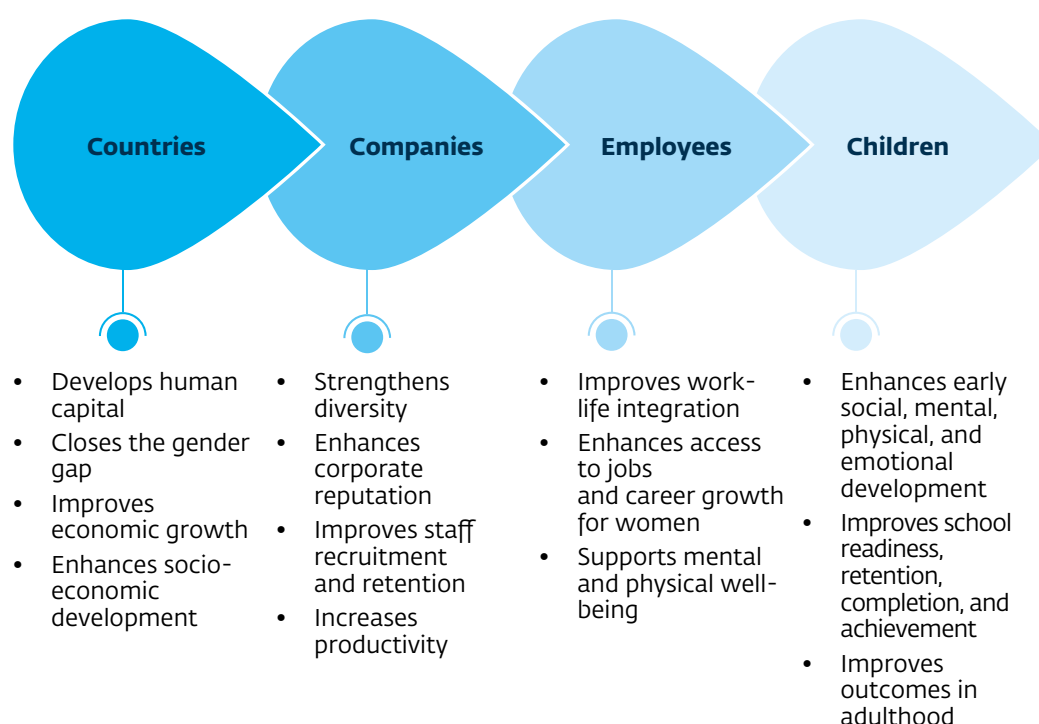 Countries
Companies
Employees
Children
• Develops human
capital
• Closes the gender
gap
• Improves
economic growth
• Enhances socio-
economic
development
• Strengthens
diversity
• Enhances
corporate
reputation
• Improves staff
recruitment
and retention
• Increases
productivity
• Improves work-
life integration
• Enhances access
to jobs
and career growth
for women
• Supports mental
and physical well-
being
• Enhances early
social, mental,
physical, and
emotional
development
• Improves school
readiness,
retention,
completion, and
achievement
• Improves
outcomes in
adulthood